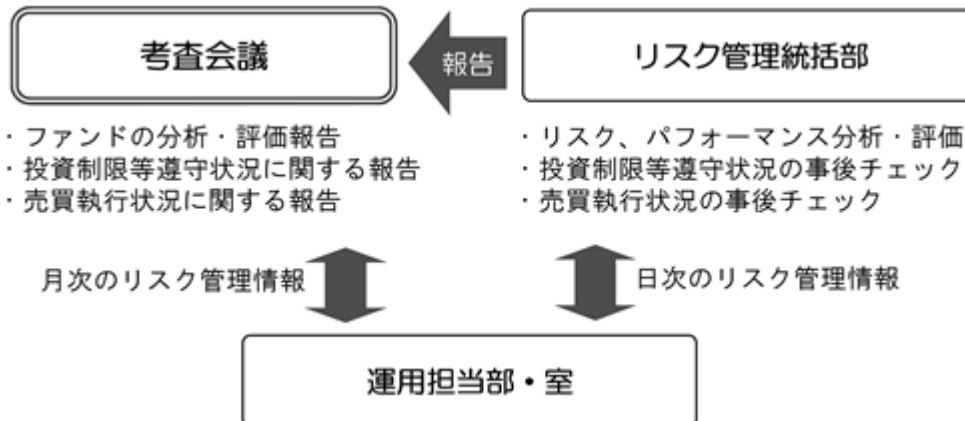 考査会議
報告
リスク管理統括部
・ファンドの分析・評価報告
・投資制限等遵守状況に関する報告
・売買執行状況に関する報告
・リスク、パフォーマンス分析・評価
・投資制限等遵守状況の事後チェック
・売買執行状況の事後チェック
月次のリスク管理情報
日次のリスク管理情報
運用担当部・室